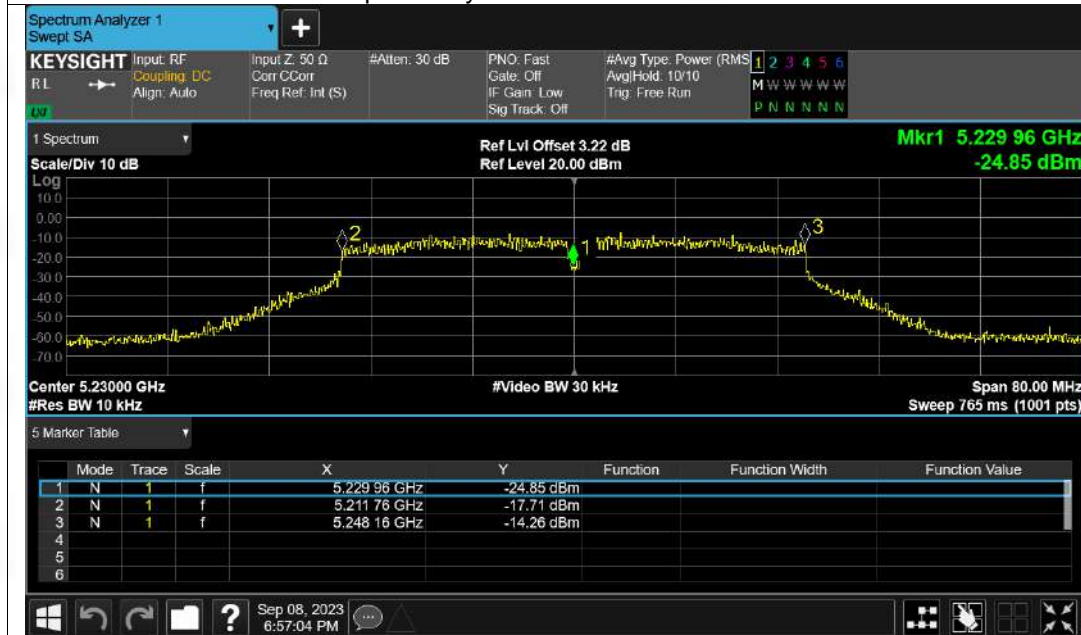 Spectrum Analyzer 1
Swept SA
+
KEYSIGHT Input: RF Input Z: 50 Ω #Atten: 30 dB PNO: Fast #Avg Type: Power (RMS 1 2 3 4 5 6
R L Coupling: DC Corr CCorr Gate: Off Avg|Hold: 10/10 M W W W W W
Align: Auto Freq Ref: Int (S) IF Gain: Low Trig: Free Run
LXI Sig Track: Off P N N N N N
1 Spectrum Ref Lvl Offset 3.22 dB Mkr1 5.229 96 GHz
Scale/Div 10 dB Ref Level 20.00 dBm -24.85 dBm
Log
10.0
0.00
-10.0
-20.0
-30.0
-40.0
-50.0
-60.0
-70.0
2
1
3
Center 5.23000 GHz #Video BW 30 kHz Span 80.00 MHz
#Res BW 10 kHz Sweep 765 ms (1001 pts)
5 Marker Table
Mode Trace Scale X Y Function Function Width Function Value
1 N 1 f 5.229 96 GHz -24.85 dBm
2 N 1 f 5.211 76 GHz -17.71 dBm
3 N 1 f 5.248 16 GHz -14.26 dBm
4
5
6
? Sep 08, 2023
6:57:04 PM